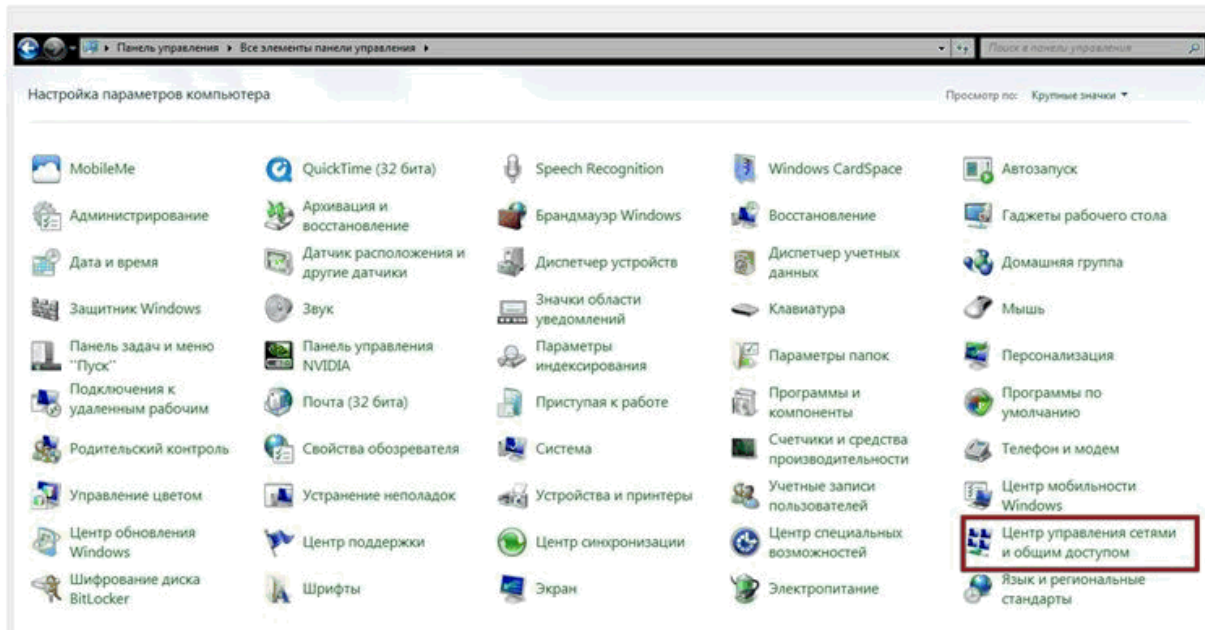 Панель управления Все элементы панели управления Поиск в панели управления
Настройка параметров компьютера Просмотр по: Крупные значки
MobileMe QuickTime (32 бита) Speech Recognition Windows CardSpace Автозапуск
Администрирование
Архивация и
восстановление
Брандмауэр Windows Восстановление Гаджеты рабочего стола
Дата и время
Датчик расположения и
другие датчики
Диспетчер устройств
Диспетчер учетных
данных
Домашняя группа
Защитник Windows Звук
Значки области
уведомлений
Клавиатура Мышь
Панель задач и меню
"Пуск"
Панель управления
NVIDIA
Параметры
индексирования
Параметры папок Персонализация
Подключения к
удаленным рабочим
Почта (32 бита) Приступая к работе
Программы и
компоненты
Программы по
умолчанию
Родительский контроль Свойства обозревателя Система
Счетчики и средства
производительности
Телефон и модем
Управление цветом Устранение неполадок Устройства и принтеры
Учетные записи
пользователей
Центр мобильности
Windows
Центр обновления
Windows
Центр поддержки Центр синхронизации
Центр специальных
возможностей
Центр управления сетями
и общим доступом
Шифрование диска
BitLocker
Шрифты Экран Электропитание
Язык и региональные
стандарты